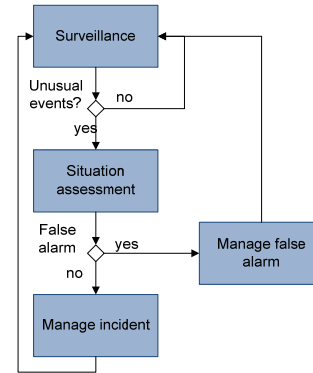 Surveillance
Unusual
events?
no
yes
Situation
assessment
False
alarm
yes
no
Manage false
alarm
Manage incident